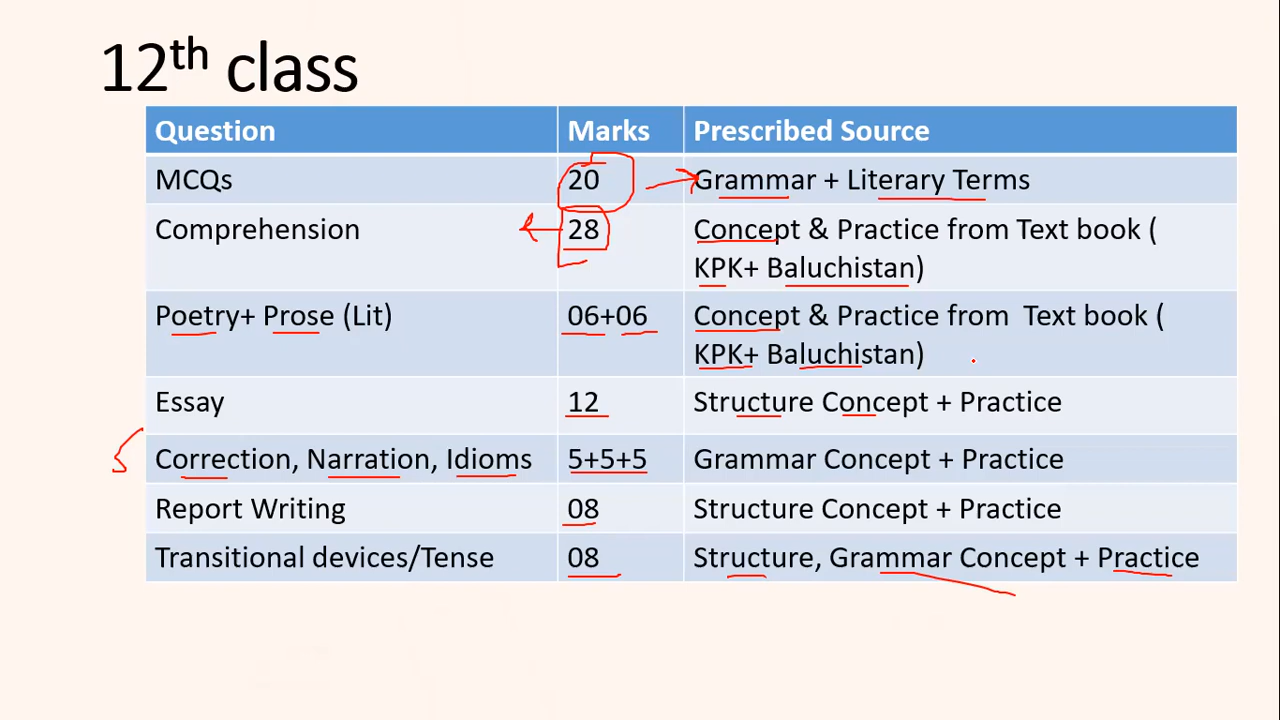 12th class
Question Marks Prescribed Source
MCQs 20 Grammar + Literary Terms
Comprehension 28 Concept & Practice from Text book (
KPK+ Baluchistan)
Poetry+ Prose (Lit) 06+06 Concept & Practice from Text book (
KPK+ Baluchistan)
Essay 12 Structure Concept + Practice
Correction, Narration, Idioms 5+5+5 Grammar Concept + Practice
Report Writing 08 Structure Concept + Practice
Transitional devices/Tense 08 Structure, Grammar Concept + Practice